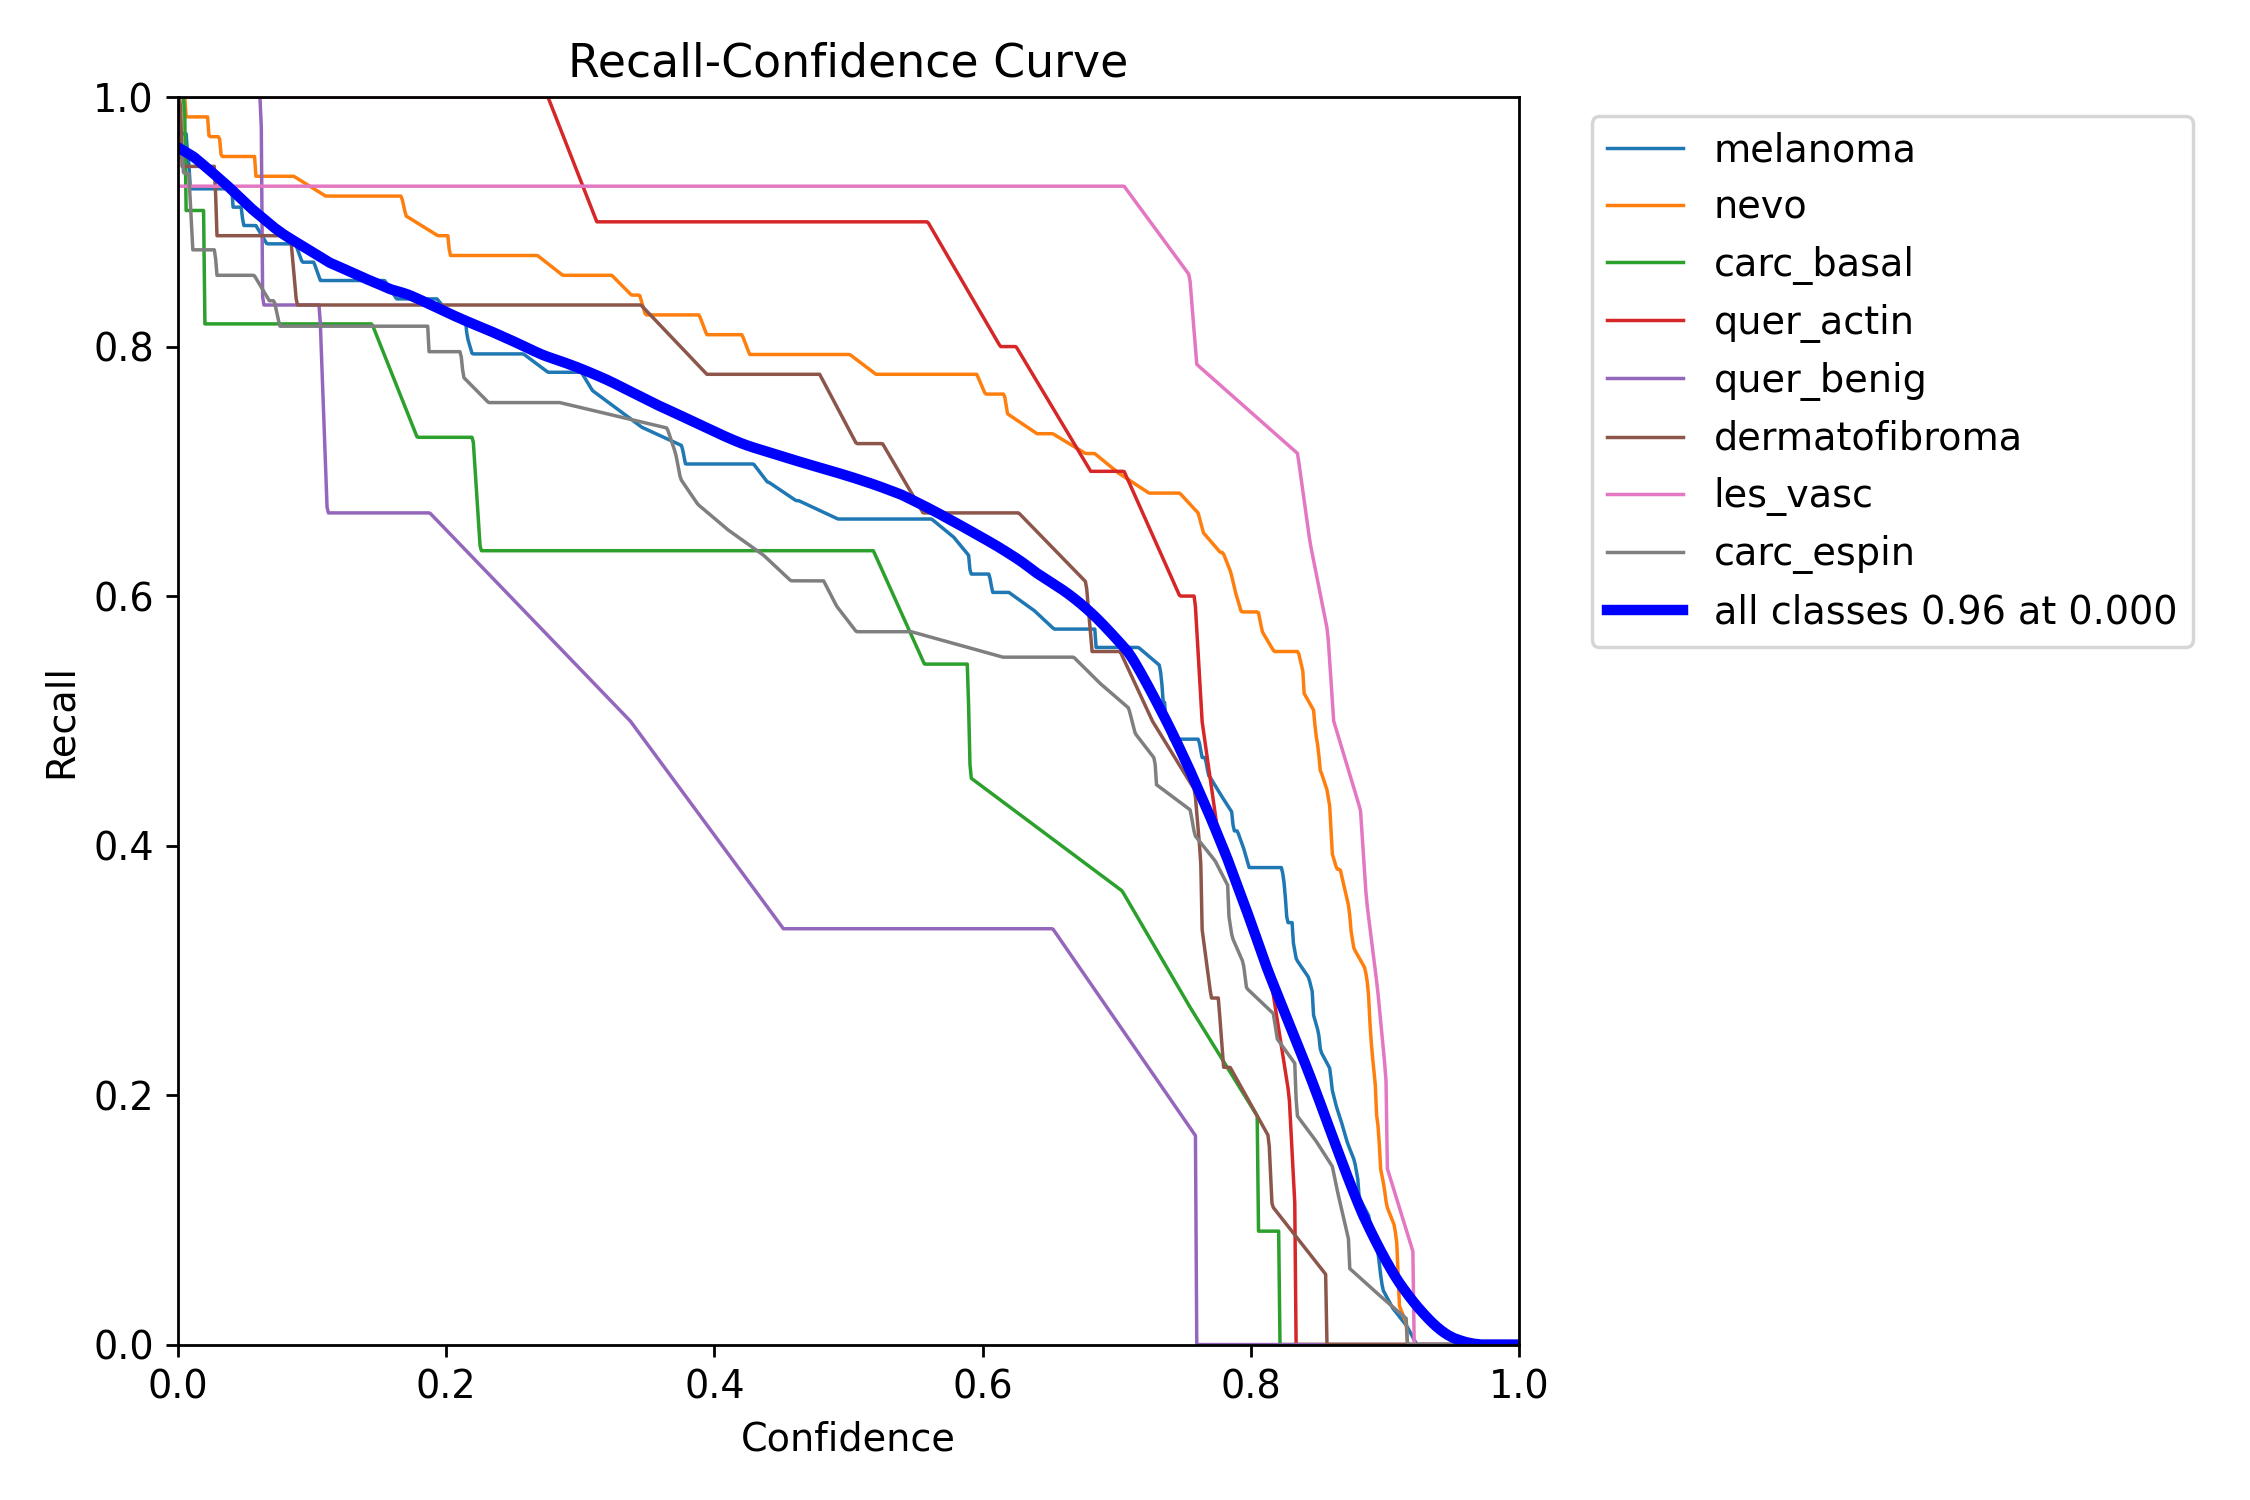 Recall-Confidence Curve
1.0
0.8
0.6
0.4
0.2
0.0
Recall
0.0 0.2 0.4 0.6 0.8 1.0
Confidence
melanoma
nevo
carc_basal
quer_actin
quer_benig
dermatofibroma
les_vasc
carc_espin
all classes 0.96 at 0.000